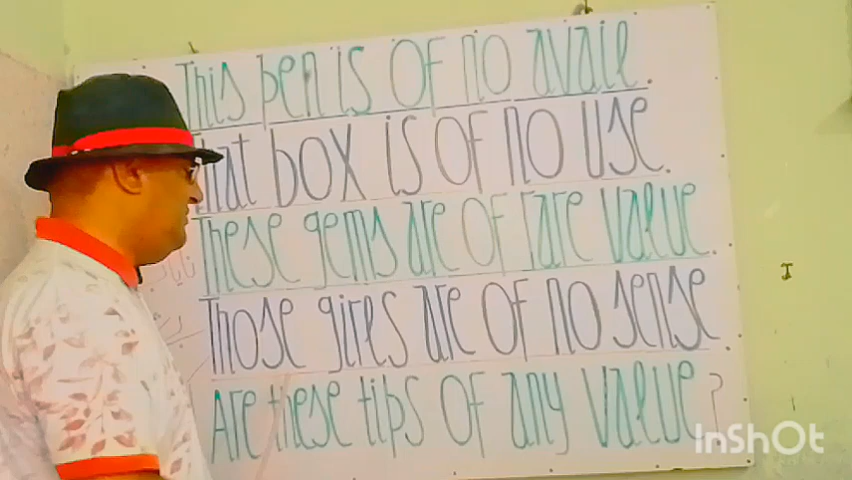 This pen is of no avail.
that box is of no use.
These gems are of rare value.
Those girls are of no sense
Are these tips of any value?
InShOt